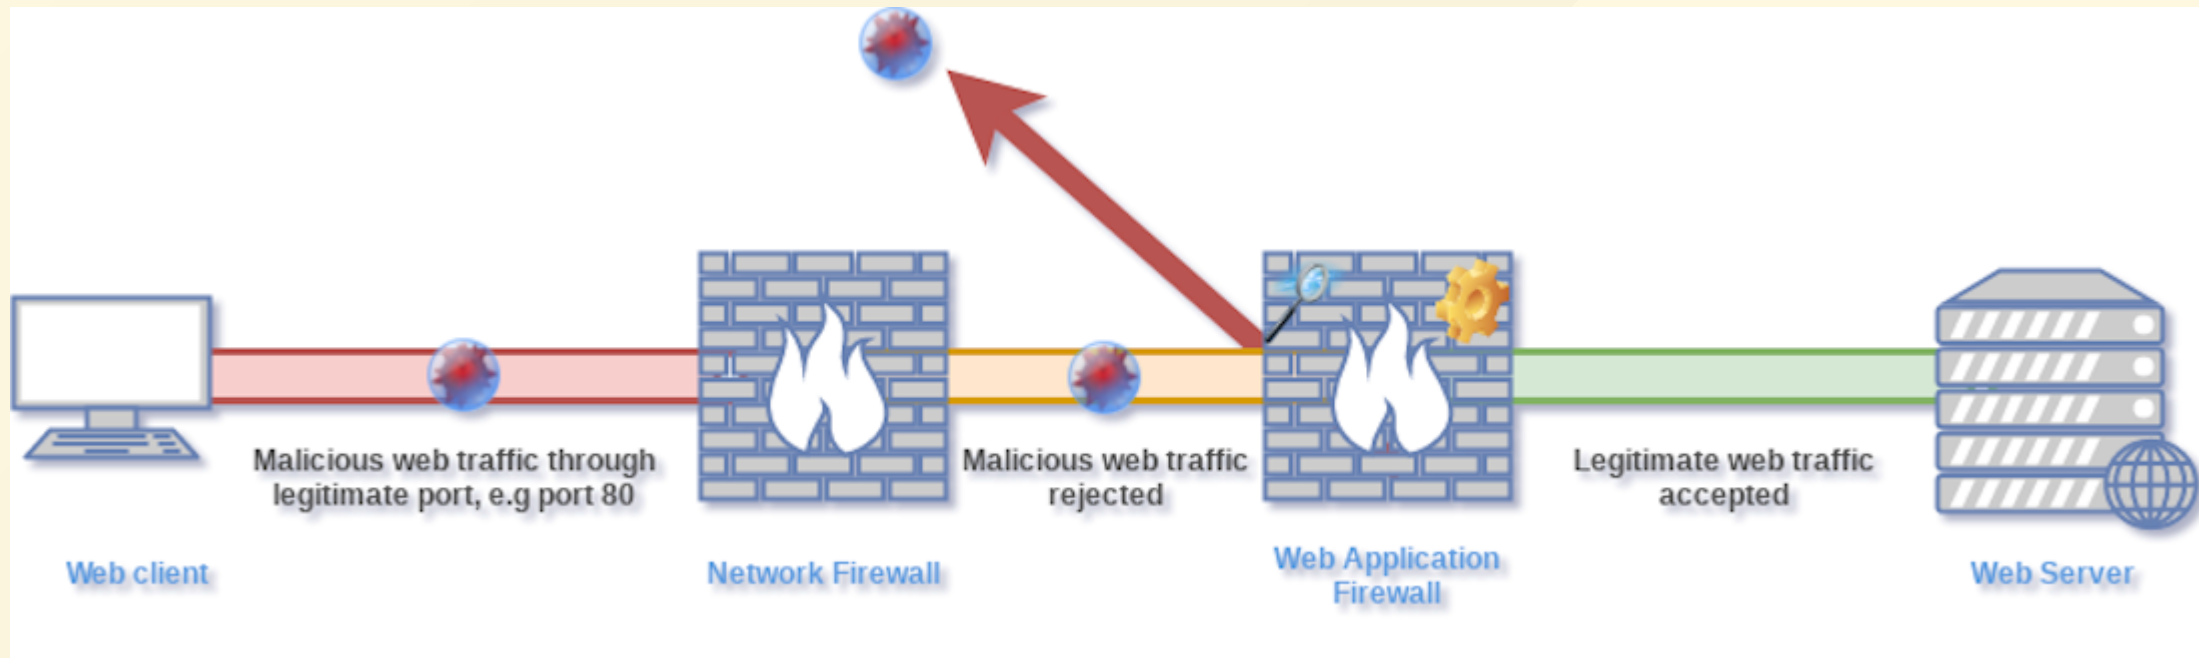 Malicious web traffic through
legitimate port, e.g port 80
Malicious web traffic
rejected
Legitimate web traffic
accepted
Web client
Network Firewall
Web Application
Firewall
Web Server